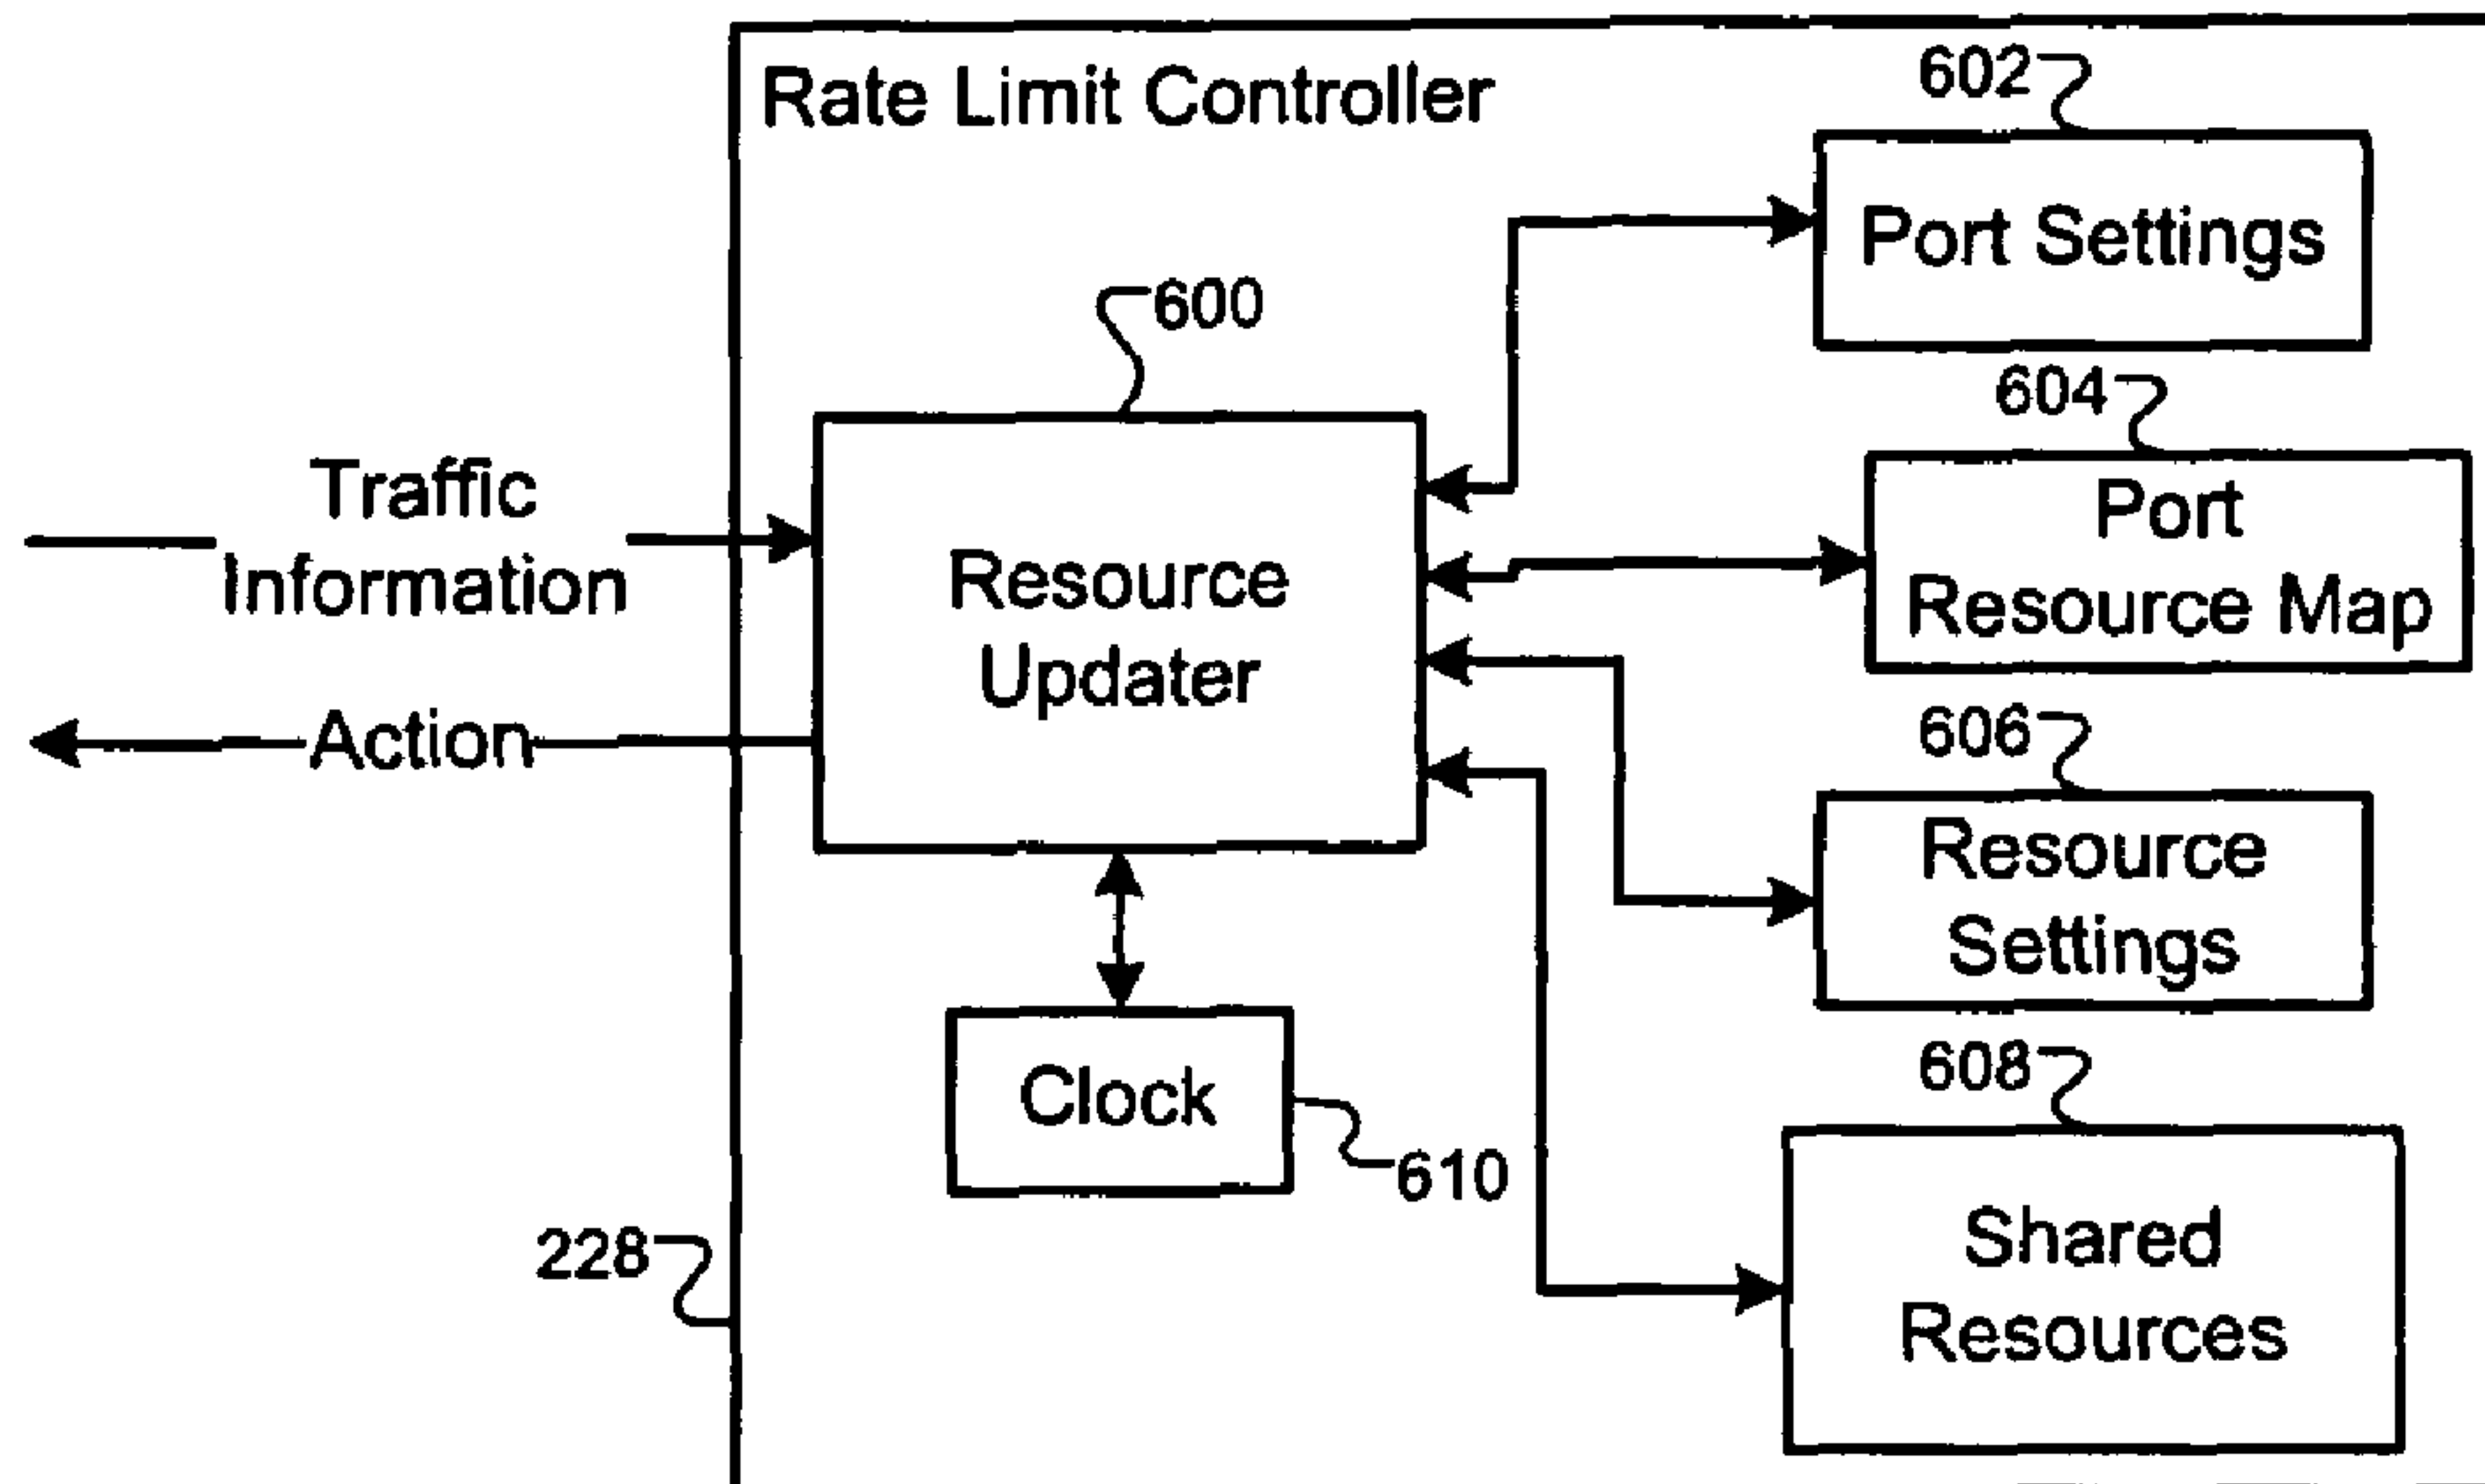 Rate Limit Controller
602
Port Settings
600
604
Port
Resource Map
Traffic
Information
Resource
Updater
Action
606
Resource
Settings
Clock
610
608
Shared
Resources
228